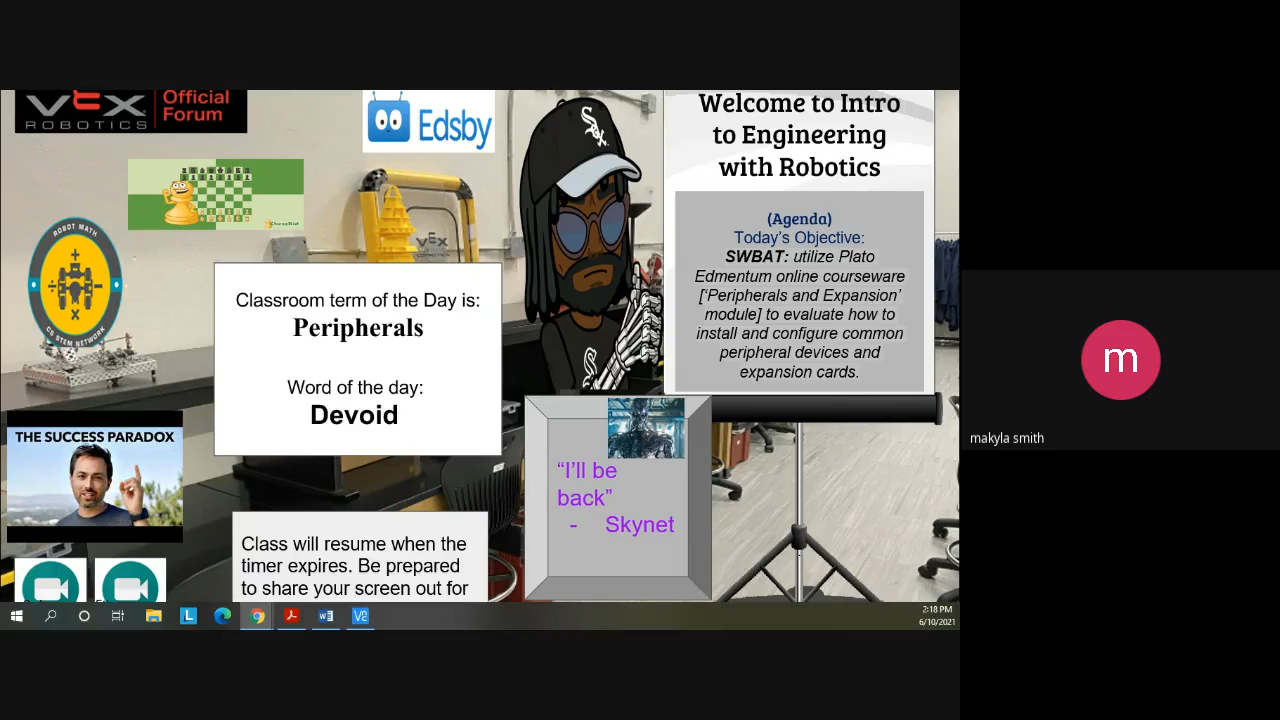 VEX
ROBOTICS
Official
Forum
Edsby
Welcome to Intro
to Engineering
with Robotics
(Agenda)
Today's Objective:
SWBAT: utilize Plato
Edmentum online courseware
['Peripherals and Expansion'
module] to evaluate how to
install and configure common
peripheral devices and
expansion cards.
Sox
ROBOT MATH
CS STEM NETWORK
VEX
Classroom term of the Day is:
Peripherals
Word of the day:
Devoid
THE SUCCESS PARADOX
"I'll be
back"
- Skynet
Class will resume when the
timer expires. Be prepared
to share your screen out for
m
makyla smith
2:18 PM
6/10/2021